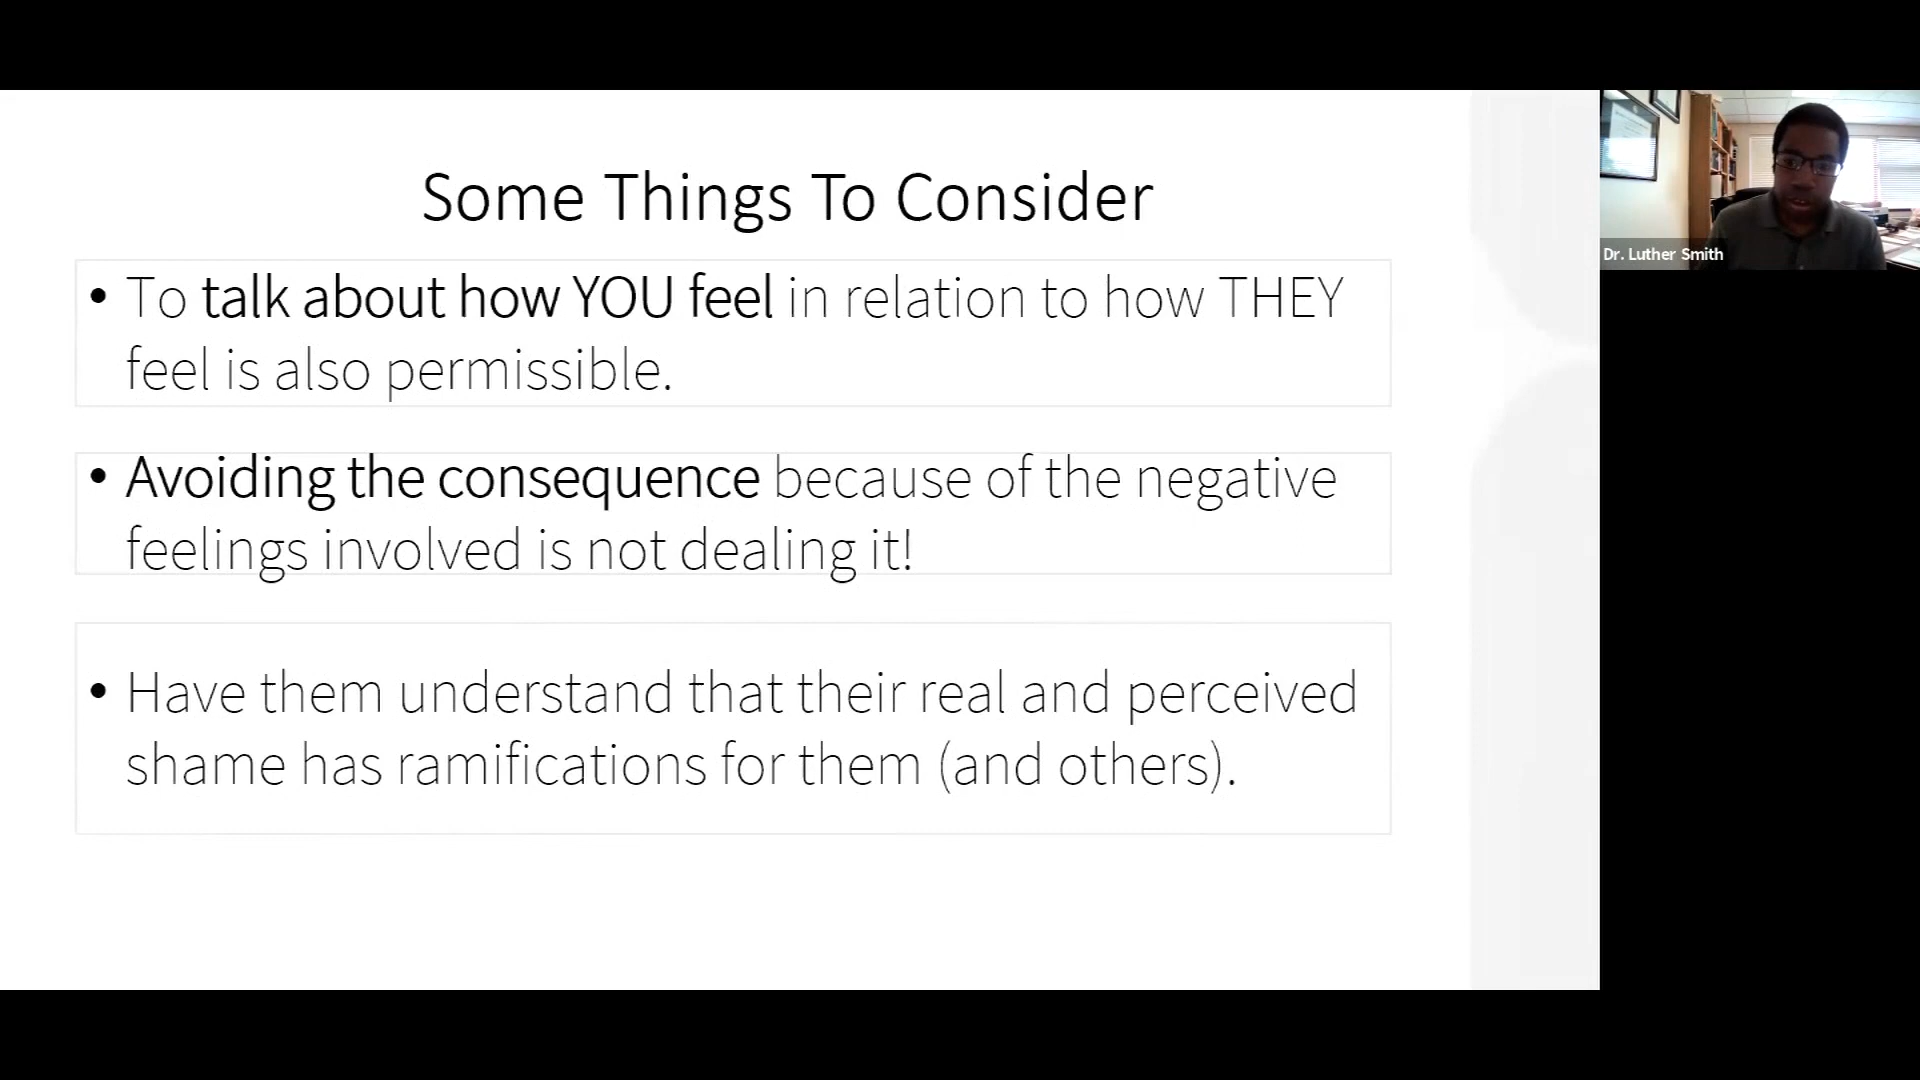 Some Things To Consider
• To talk about how YOU feel in relation to how THEY
feel is also permissible.
• Avoiding the consequence because of the negative
feelings involved is not dealing it!
• Have them understand that their real and perceived
shame has ramifications for them (and others).
Dr. Luther Smith